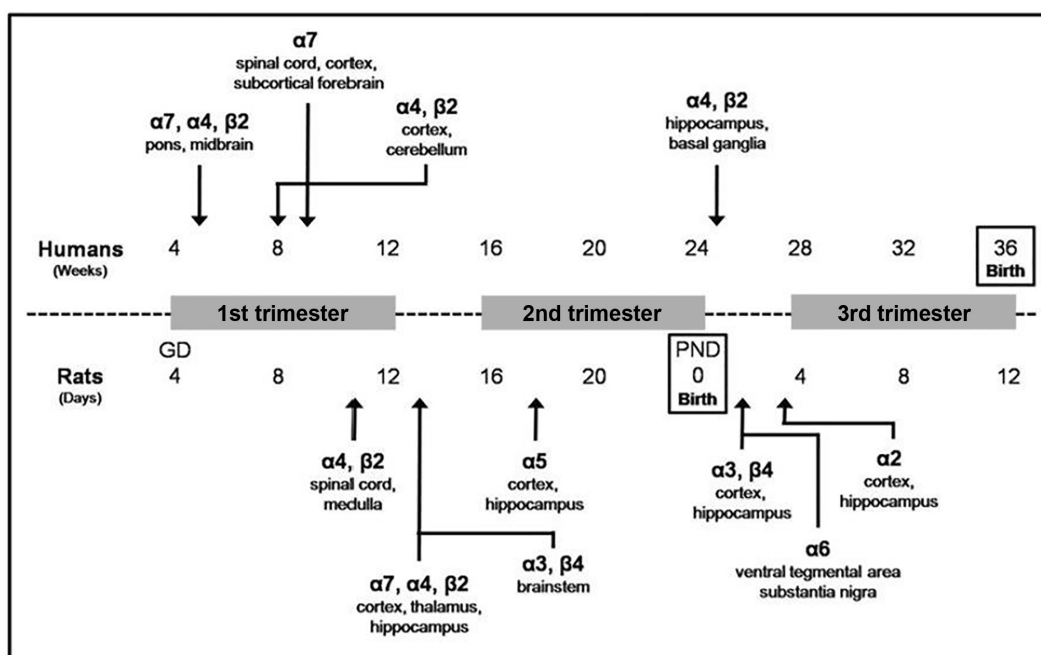 α7
spinal cord, cortex,
subcortical forebrain
α7, α4, β2
pons, midbrain
α4, β2
cortex,
cerebellum
α4, β2
hippocampus,
basal ganglia
Humans
(Weeks)
4 8 12 16 20 24 28 32 36
Birth
1st trimester 2nd trimester 3rd trimester
GD PND
Rats
(Days)
4 8 12 16 20 0 4 8 12
Birth
α4, β2
spinal cord,
medulla
α5
cortex,
hippocampus
α3, β4
cortex,
hippocampus
α2
cortex,
hippocampus
α7, α4, β2
cortex, thalamus,
hippocampus
α3, β4
brainstem
α6
ventral tegmental area
substantia nigra